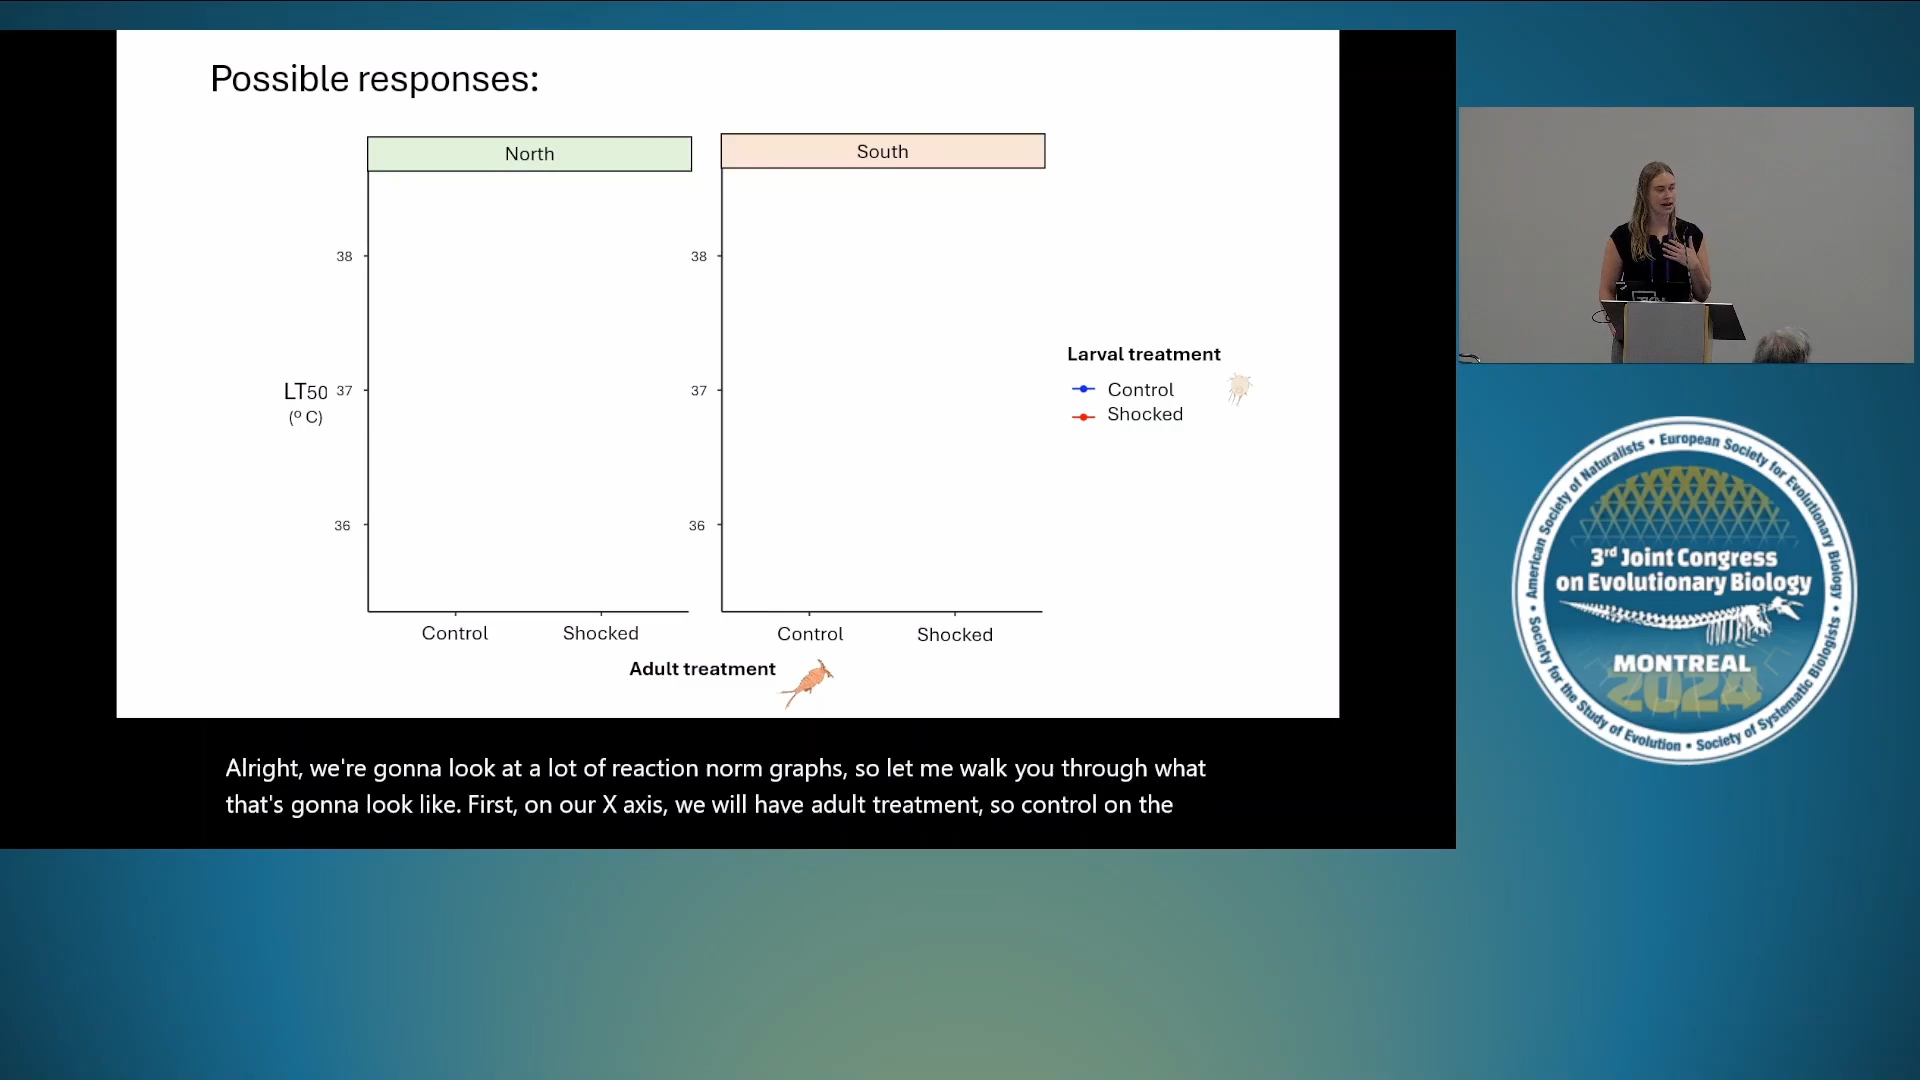 Possible responses:
North
South
38
38
LT50
(º C)
37
37
36
36
Control
Shocked
Control
Shocked
Adult treatment
Larval treatment
Control
Shocked
Alright, we're gonna look at a lot of reaction norm graphs, so let me walk you through what
that's gonna look like. First, on our X axis, we will have adult treatment, so control on the
American Society of Naturalists • European Society for Evolutionary Biology •
Society for the Study of Evolution • Society of Systematic Biologists •
3rd Joint Congress
on Evolutionary Biology
MONTREAL
2024